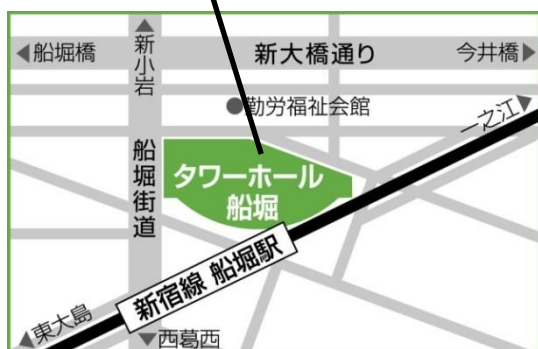 ◀船堀橋
▲新小岩
新大橋通り
今井橋▶
●勤労福祉会館
一之江▶
船堀街道
タワーホール
船堀
新宿線 船堀駅
◀東大島
▼西葛西